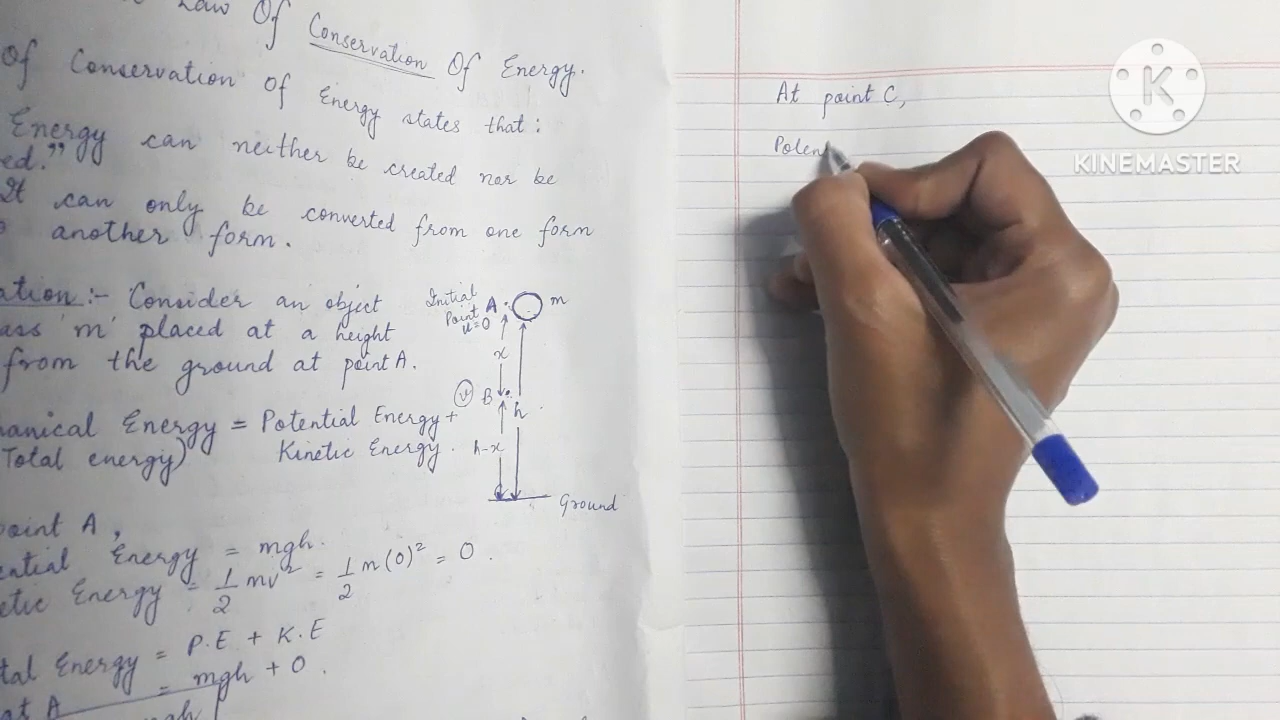 Law Of Conservation Of Energy.
Of Conservation Of Energy states that:
Energy can neither be created nor be
ed."
It can only be converted from one form
another form.
ation :- Consider an object
ass 'm' placed at a height
from the ground at point A.
anical Energy = Potential Energy +
Total energy) Kinetic Energy.
Initial
Point A
u=0
m
x
v B
h
h-x
Ground
point A,
ential Energy = mgh.
etic Energy = 1/2 mv² = 1/2 m(0)² = 0.
tal Energy = P.E + K.E
at A = mgh + 0.
mgh
At point C,
Poten
K
KINEMASTER